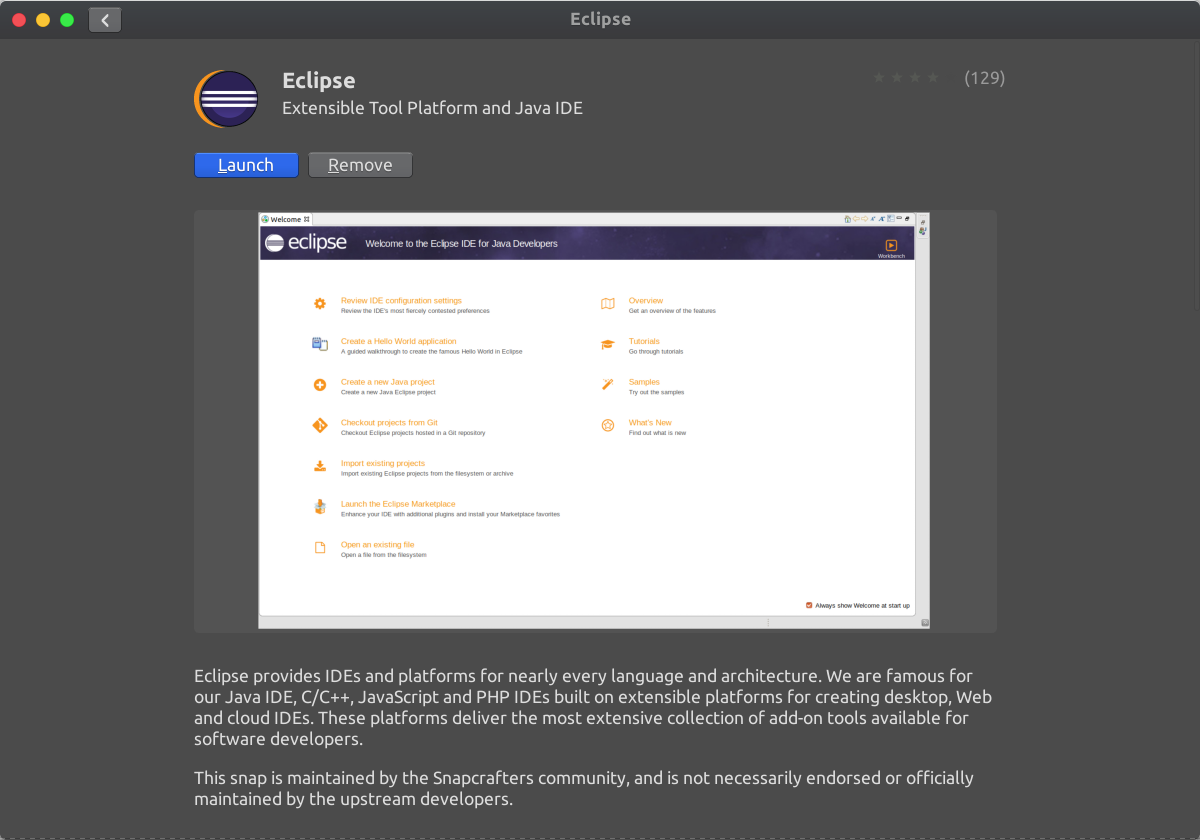 Eclipse
Eclipse
(129)
Extensible Tool Platform and Java IDE
Launch
Remove
Welcome
eclipse
Welcome to the Eclipse IDE for Java Developers
Workbench
Review IDE configuration settings
Review the IDE's most fiercely contested preferences
Overview
Get an overview of the features
Create a Hello World application
A guided walkthrough to create the famous Hello World in Eclipse
Tutorials
Go through tutorials
Create a new Java project
Create a new Java Eclipse project
Samples
Try out the samples
Checkout projects from Git
Checkout Eclipse projects hosted in a Git repository
What's New
Find out what is new
Import existing projects
Import existing Eclipse projects from the filesystem or archive
Launch the Eclipse Marketplace
Enhance your IDE with additional plugins and install your Marketplace favorites
Open an existing file
Open a file from the filesystem
Always show Welcome at start up
Eclipse provides IDEs and platforms for nearly every language and architecture. We are famous for
our Java IDE, C/C++, JavaScript and PHP IDEs built on extensible platforms for creating desktop, Web
and cloud IDEs. These platforms deliver the most extensive collection of add-on tools available for
software developers.
This snap is maintained by the Snapcrafters community, and is not necessarily endorsed or officially
maintained by the upstream developers.